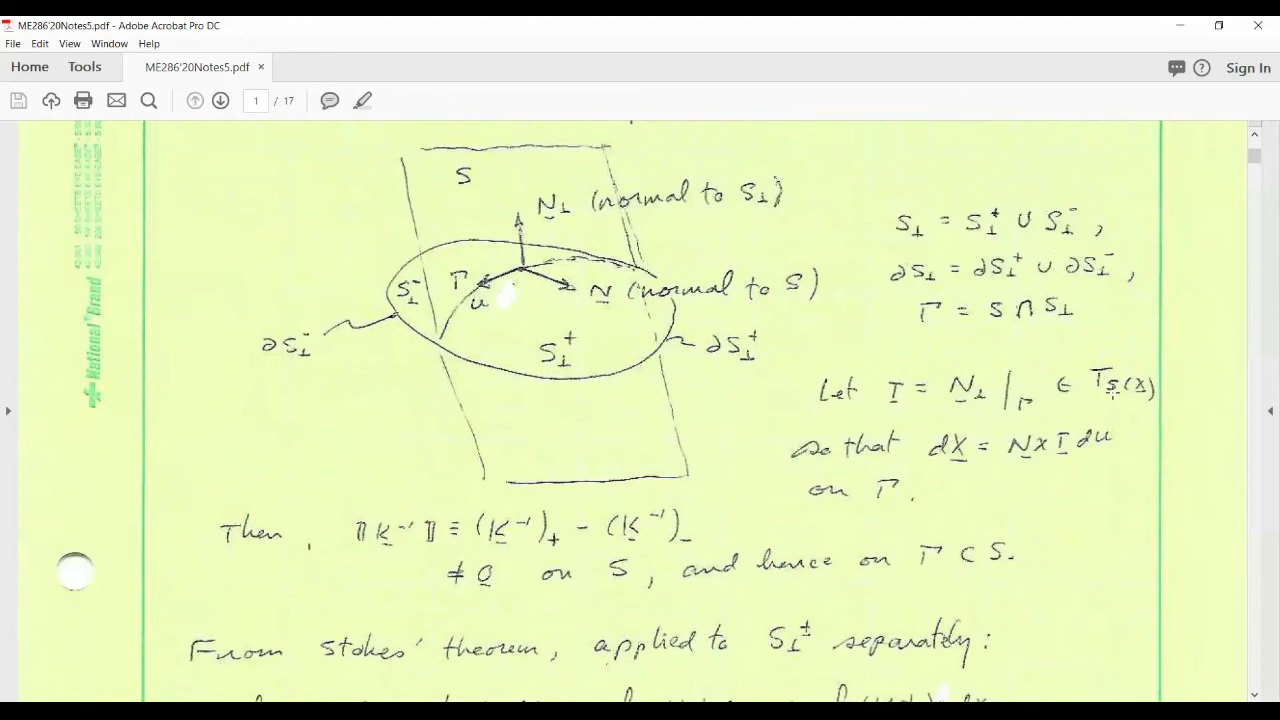 ME286'20Notes5.pdf - Adobe Acrobat Pro DC
File Edit View Window Help
Home Tools ME286'20Notes5.pdf × Sign In
1 / 17
National® Brand
S
N⊥ (normal to S⊥)
Γ
u
N (normal to S)
S⊥⁻
S⊥⁺
∂S⊥⁻
∂S⊥⁺
S⊥ = S⊥⁺ ∪ S⊥⁻ ,
∂S⊥ = ∂S⊥⁺ ∪ ∂S⊥⁻ ,
Γ = S ∩ S⊥
Let I = N⊥ |Γ ∈ Ts(x)
so that dX = N×I du
on Γ .
Then , ⟦K⁻¹⟧ ≡ (K⁻¹)₊ - (K⁻¹)₋
≠ 0 on S , and hence on Γ ⊂ S.
From Stokes' theorem, applied to S⊥± separately: